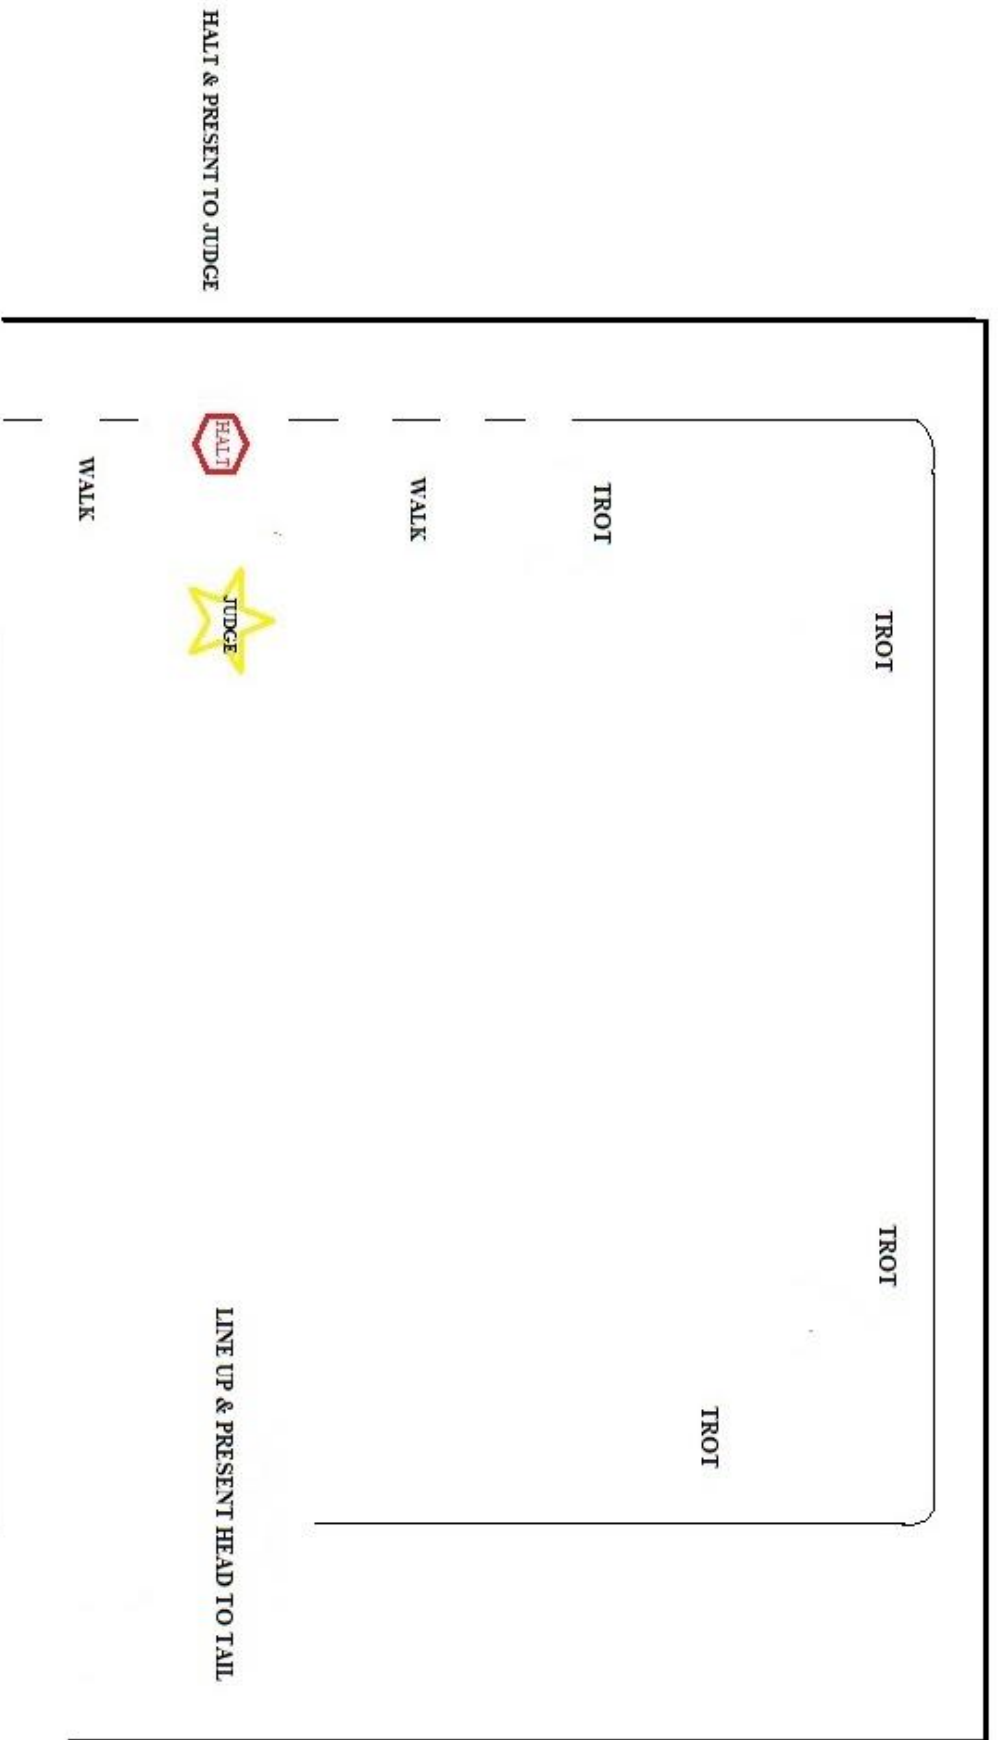 HALT & PRESENT TO JUDGE
WALK
HALT
WALK
TROT
JUDGE
TROT
TROT
TROT
LINE UP & PRESENT HEAD TO TAIL